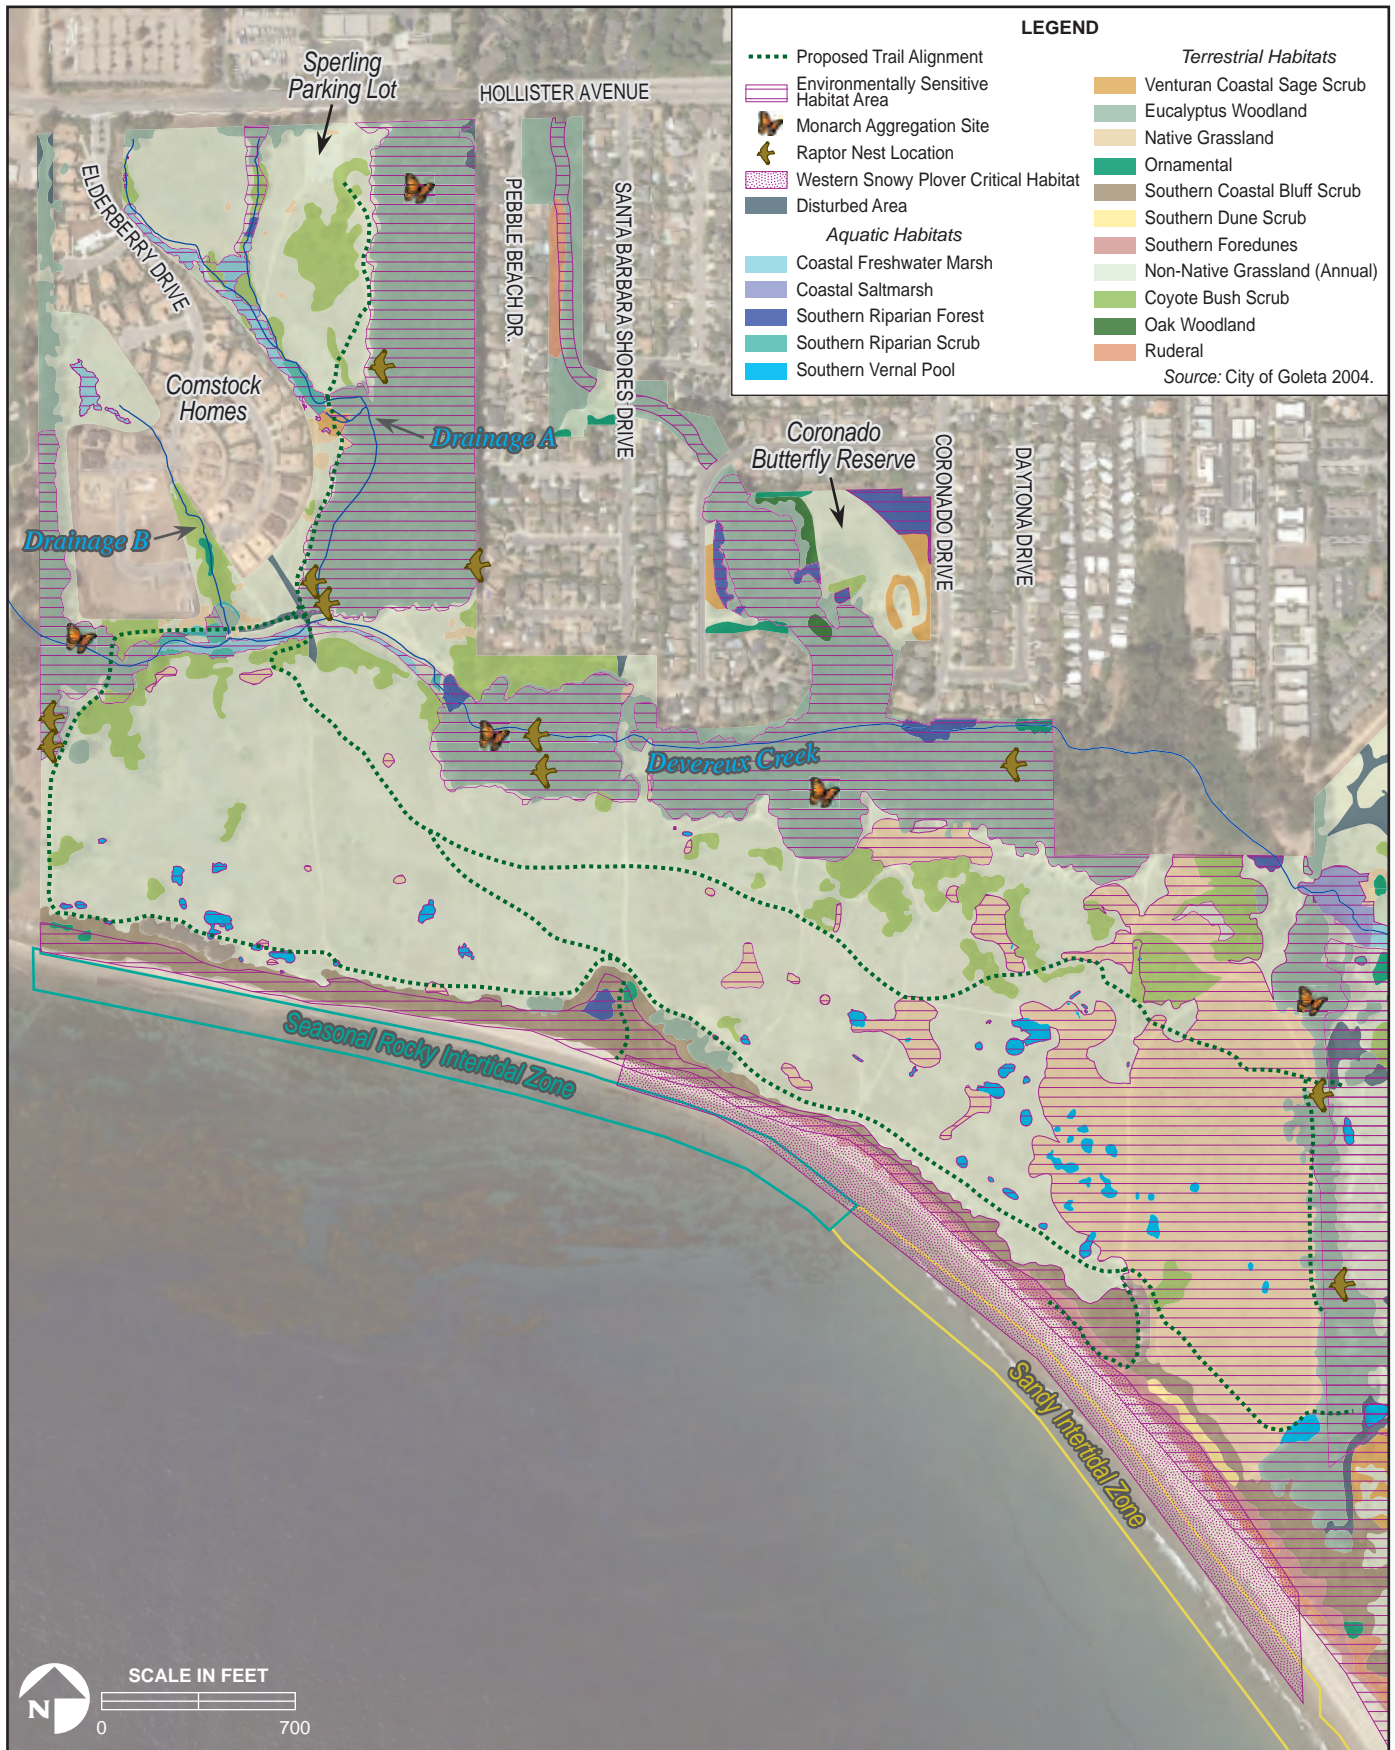 LEGEND
Proposed Trail Alignment
Environmentally Sensitive
Habitat Area
Monarch Aggregation Site
Raptor Nest Location
Western Snowy Plover Critical Habitat
Disturbed Area
Aquatic Habitats
Coastal Freshwater Marsh
Coastal Saltmarsh
Southern Riparian Forest
Southern Riparian Scrub
Southern Vernal Pool
Terrestrial Habitats
Venturan Coastal Sage Scrub
Eucalyptus Woodland
Native Grassland
Ornamental
Southern Coastal Bluff Scrub
Southern Dune Scrub
Southern Foredunes
Non-Native Grassland (Annual)
Coyote Bush Scrub
Oak Woodland
Ruderal
Source: City of Goleta 2004.
Sperling
Parking Lot
HOLLISTER AVENUE
ELDERBERRY DRIVE
PEBBLE BEACH DR.
SANTA BARBARA SHORES DRIVE
Comstock
Homes
Drainage A
Coronado
Butterfly Reserve
CORONADO DRIVE
DAYTONA DRIVE
Drainage B
Devereux Creek
Seasonal Rocky Intertidal Zone
Sandy Intertidal Zone
N
SCALE IN FEET
0 700